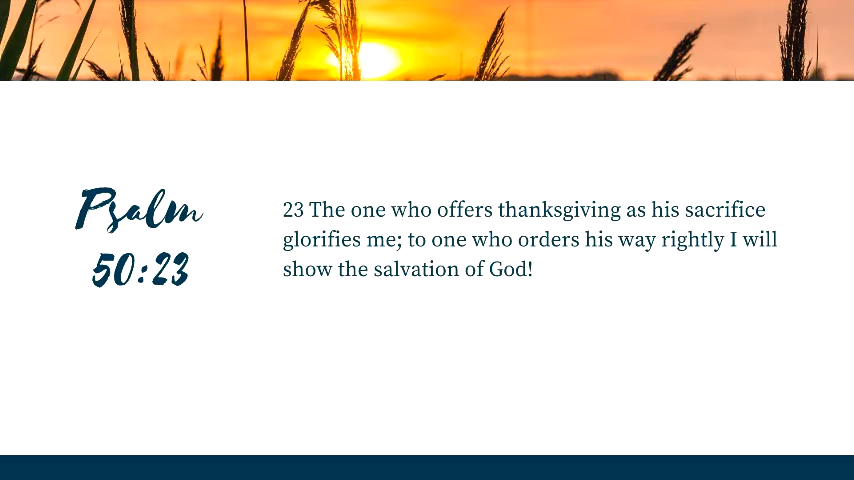 Psalm
50:23
23 The one who offers thanksgiving as his sacrifice
glorifies me; to one who orders his way rightly I will
show the salvation of God!